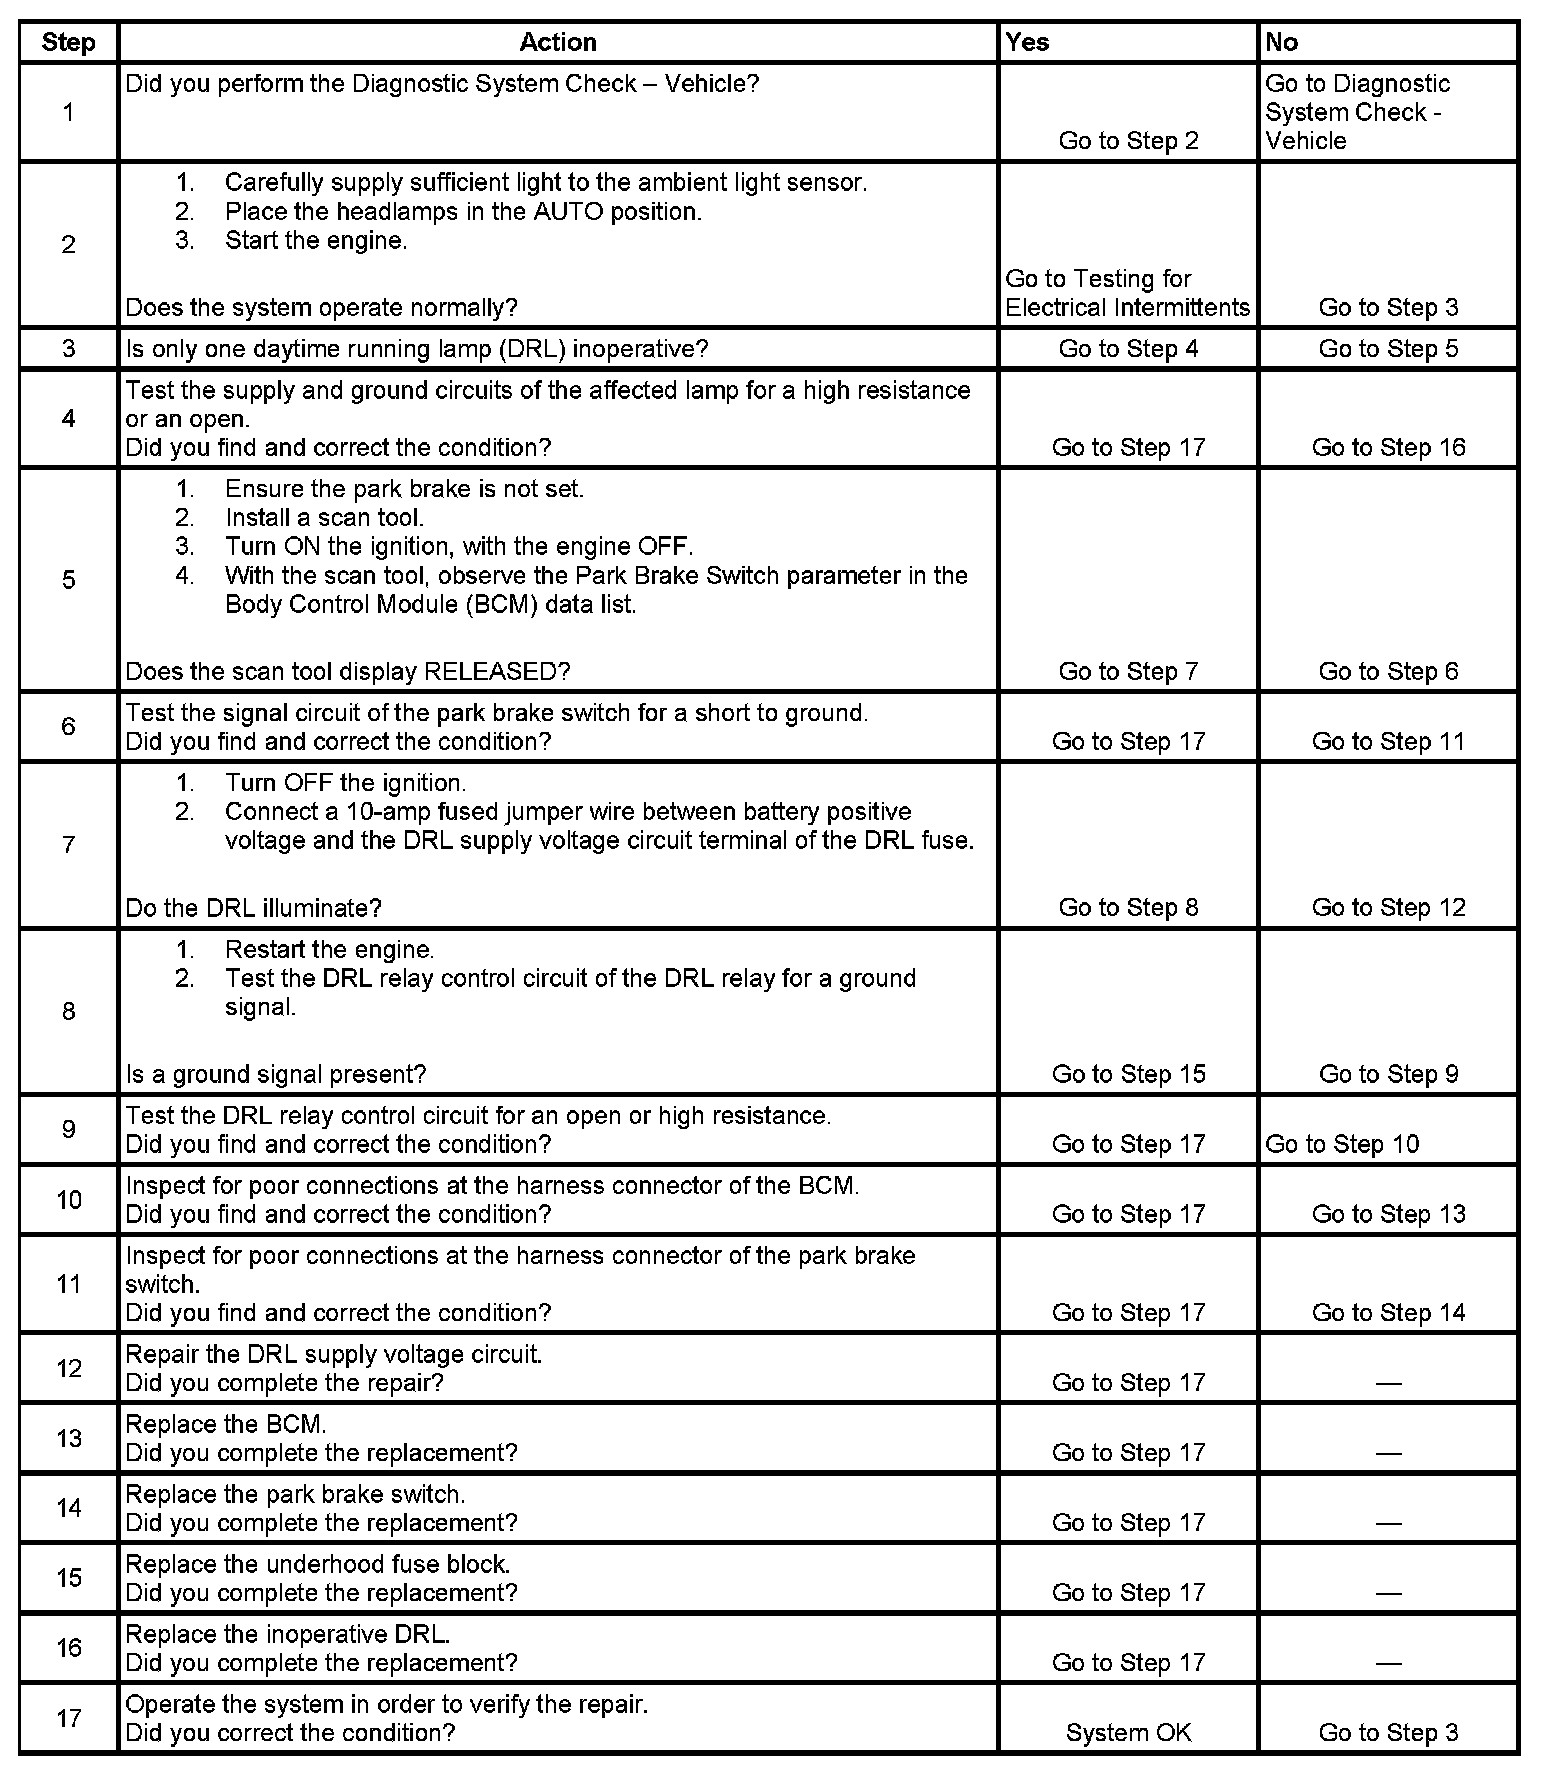 Step Action Yes No
1 Did you perform the Diagnostic System Check – Vehicle? Go to Step 2 Go to Diagnostic
System Check -
Vehicle
2 1. Carefully supply sufficient light to the ambient light sensor.
2. Place the headlamps in the AUTO position.
3. Start the engine.
Does the system operate normally? Go to Testing for
Electrical Intermittents Go to Step 3
3 Is only one daytime running lamp (DRL) inoperative? Go to Step 4 Go to Step 5
4 Test the supply and ground circuits of the affected lamp for a high resistance
or an open.
Did you find and correct the condition? Go to Step 17 Go to Step 16
5 1. Ensure the park brake is not set.
2. Install a scan tool.
3. Turn ON the ignition, with the engine OFF.
4. With the scan tool, observe the Park Brake Switch parameter in the
Body Control Module (BCM) data list.
Does the scan tool display RELEASED? Go to Step 7 Go to Step 6
6 Test the signal circuit of the park brake switch for a short to ground.
Did you find and correct the condition? Go to Step 17 Go to Step 11
7 1. Turn OFF the ignition.
2. Connect a 10-amp fused jumper wire between battery positive
voltage and the DRL supply voltage circuit terminal of the DRL fuse.
Do the DRL illuminate? Go to Step 8 Go to Step 12
8 1. Restart the engine.
2. Test the DRL relay control circuit of the DRL relay for a ground
signal.
Is a ground signal present? Go to Step 15 Go to Step 9
9 Test the DRL relay control circuit for an open or high resistance.
Did you find and correct the condition? Go to Step 17 Go to Step 10
10 Inspect for poor connections at the harness connector of the BCM.
Did you find and correct the condition? Go to Step 17 Go to Step 13
11 Inspect for poor connections at the harness connector of the park brake
switch.
Did you find and correct the condition? Go to Step 17 Go to Step 14
12 Repair the DRL supply voltage circuit.
Did you complete the repair? Go to Step 17 —
13 Replace the BCM.
Did you complete the replacement? Go to Step 17 —
14 Replace the park brake switch.
Did you complete the replacement? Go to Step 17 —
15 Replace the underhood fuse block.
Did you complete the replacement? Go to Step 17 —
16 Replace the inoperative DRL.
Did you complete the replacement? Go to Step 17 —
17 Operate the system in order to verify the repair.
Did you correct the condition? System OK Go to Step 3